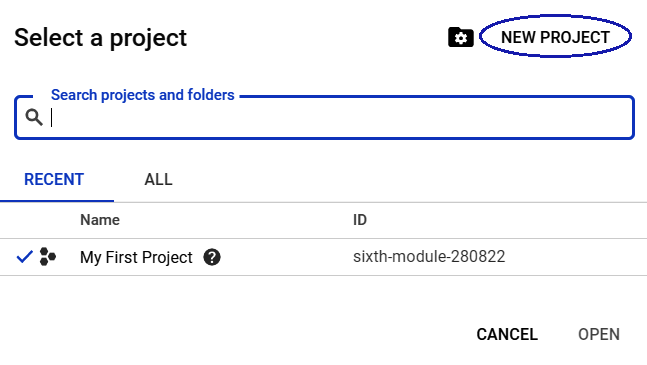 Select a project
NEW PROJECT
Search projects and folders
RECENT ALL
Name ID
My First Project ? sixth-module-280822
CANCEL OPEN